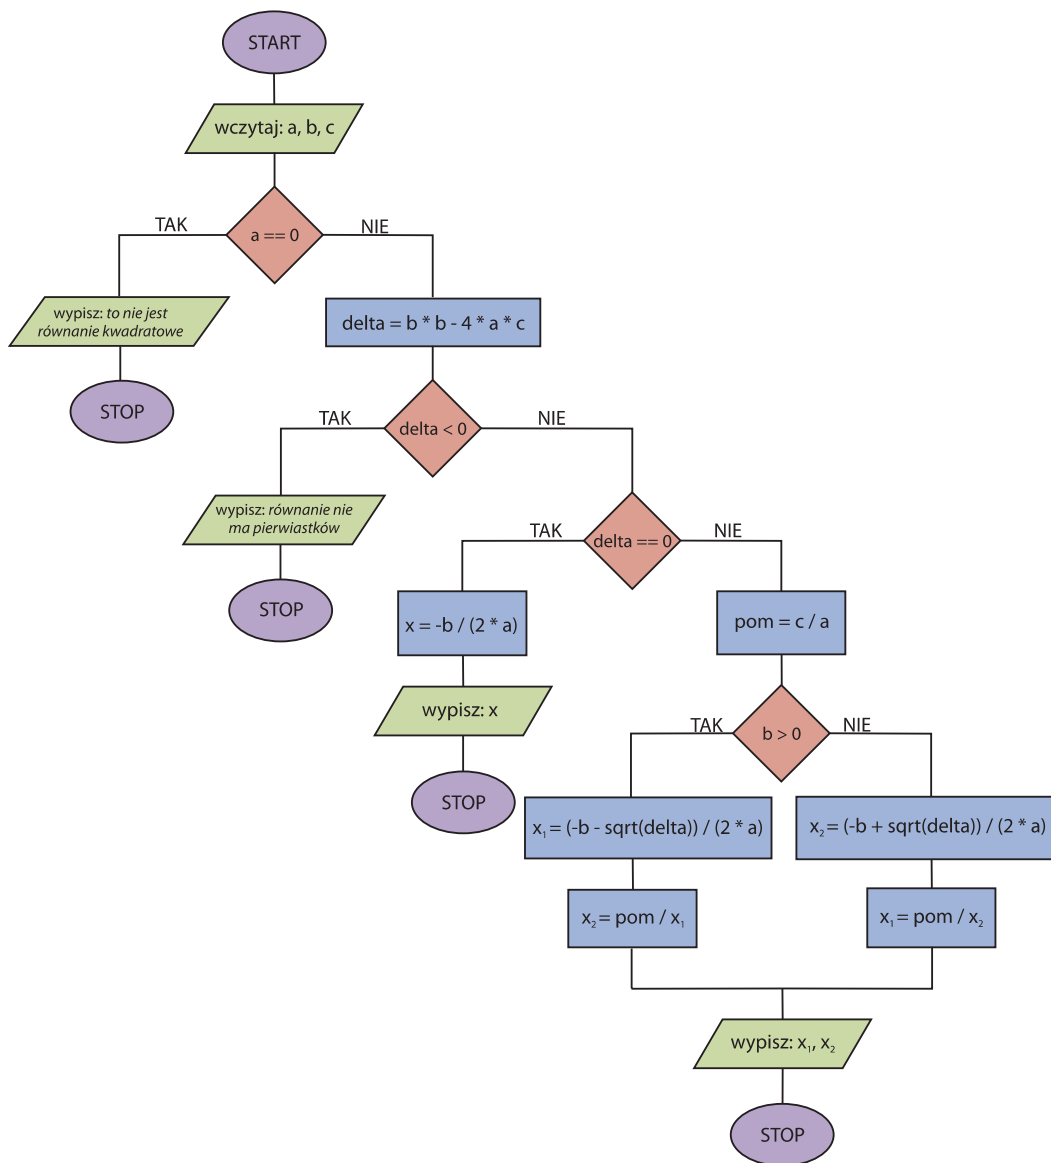 START
wczytaj: a, b, c
TAK
a == 0
NIE
wypisz: to nie jest
równanie kwadratowe
delta = b * b - 4 * a * c
STOP
TAK
delta < 0
NIE
wypisz: równanie nie
ma pierwiastków
TAK
delta == 0
NIE
STOP
x = -b / (2 * a)
pom = c / a
wypisz: x
TAK
b > 0
NIE
STOP
x₁ = (-b - sqrt(delta)) / (2 * a)
x₂ = (-b + sqrt(delta)) / (2 * a)
x₂ = pom / x₁
x₁ = pom / x₂
wypisz: x₁, x₂
STOP